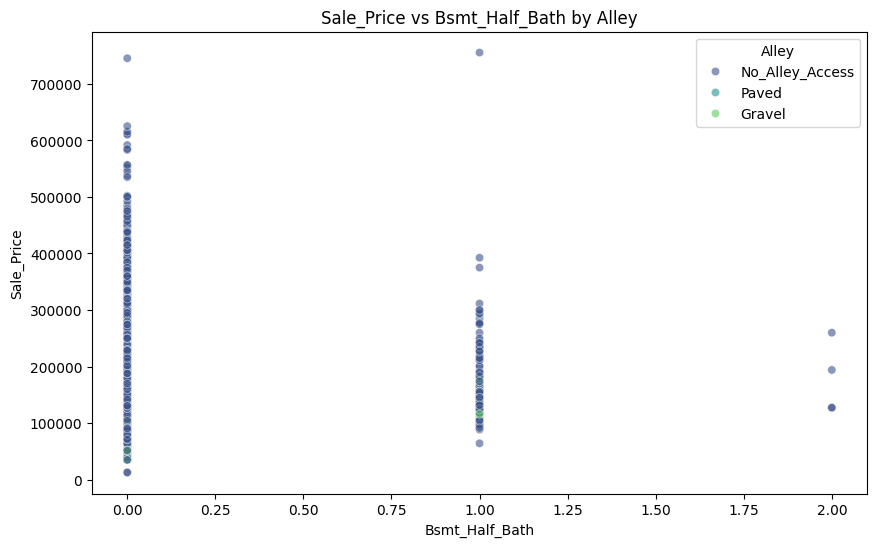 Sale_Price vs Bsmt_Half_Bath by Alley
Alley
No_Alley_Access
Paved
Gravel
700000
600000
500000
400000
300000
200000
100000
0
Sale_Price
0.00 0.25 0.50 0.75 1.00 1.25 1.50 1.75 2.00
Bsmt_Half_Bath